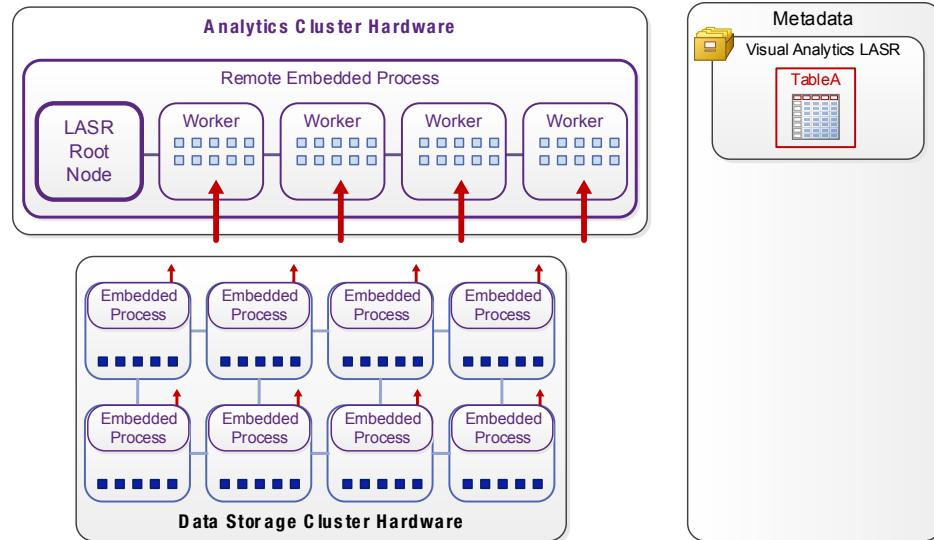 Analytics Cluster Hardware
Remote Embedded Process
LASR
Root
Node
Worker
Worker
Worker
Worker
Embedded
Process
Embedded
Process
Embedded
Process
Embedded
Process
Embedded
Process
Embedded
Process
Embedded
Process
Embedded
Process
Data Storage Cluster Hardware
Metadata
Visual Analytics LASR
TableA